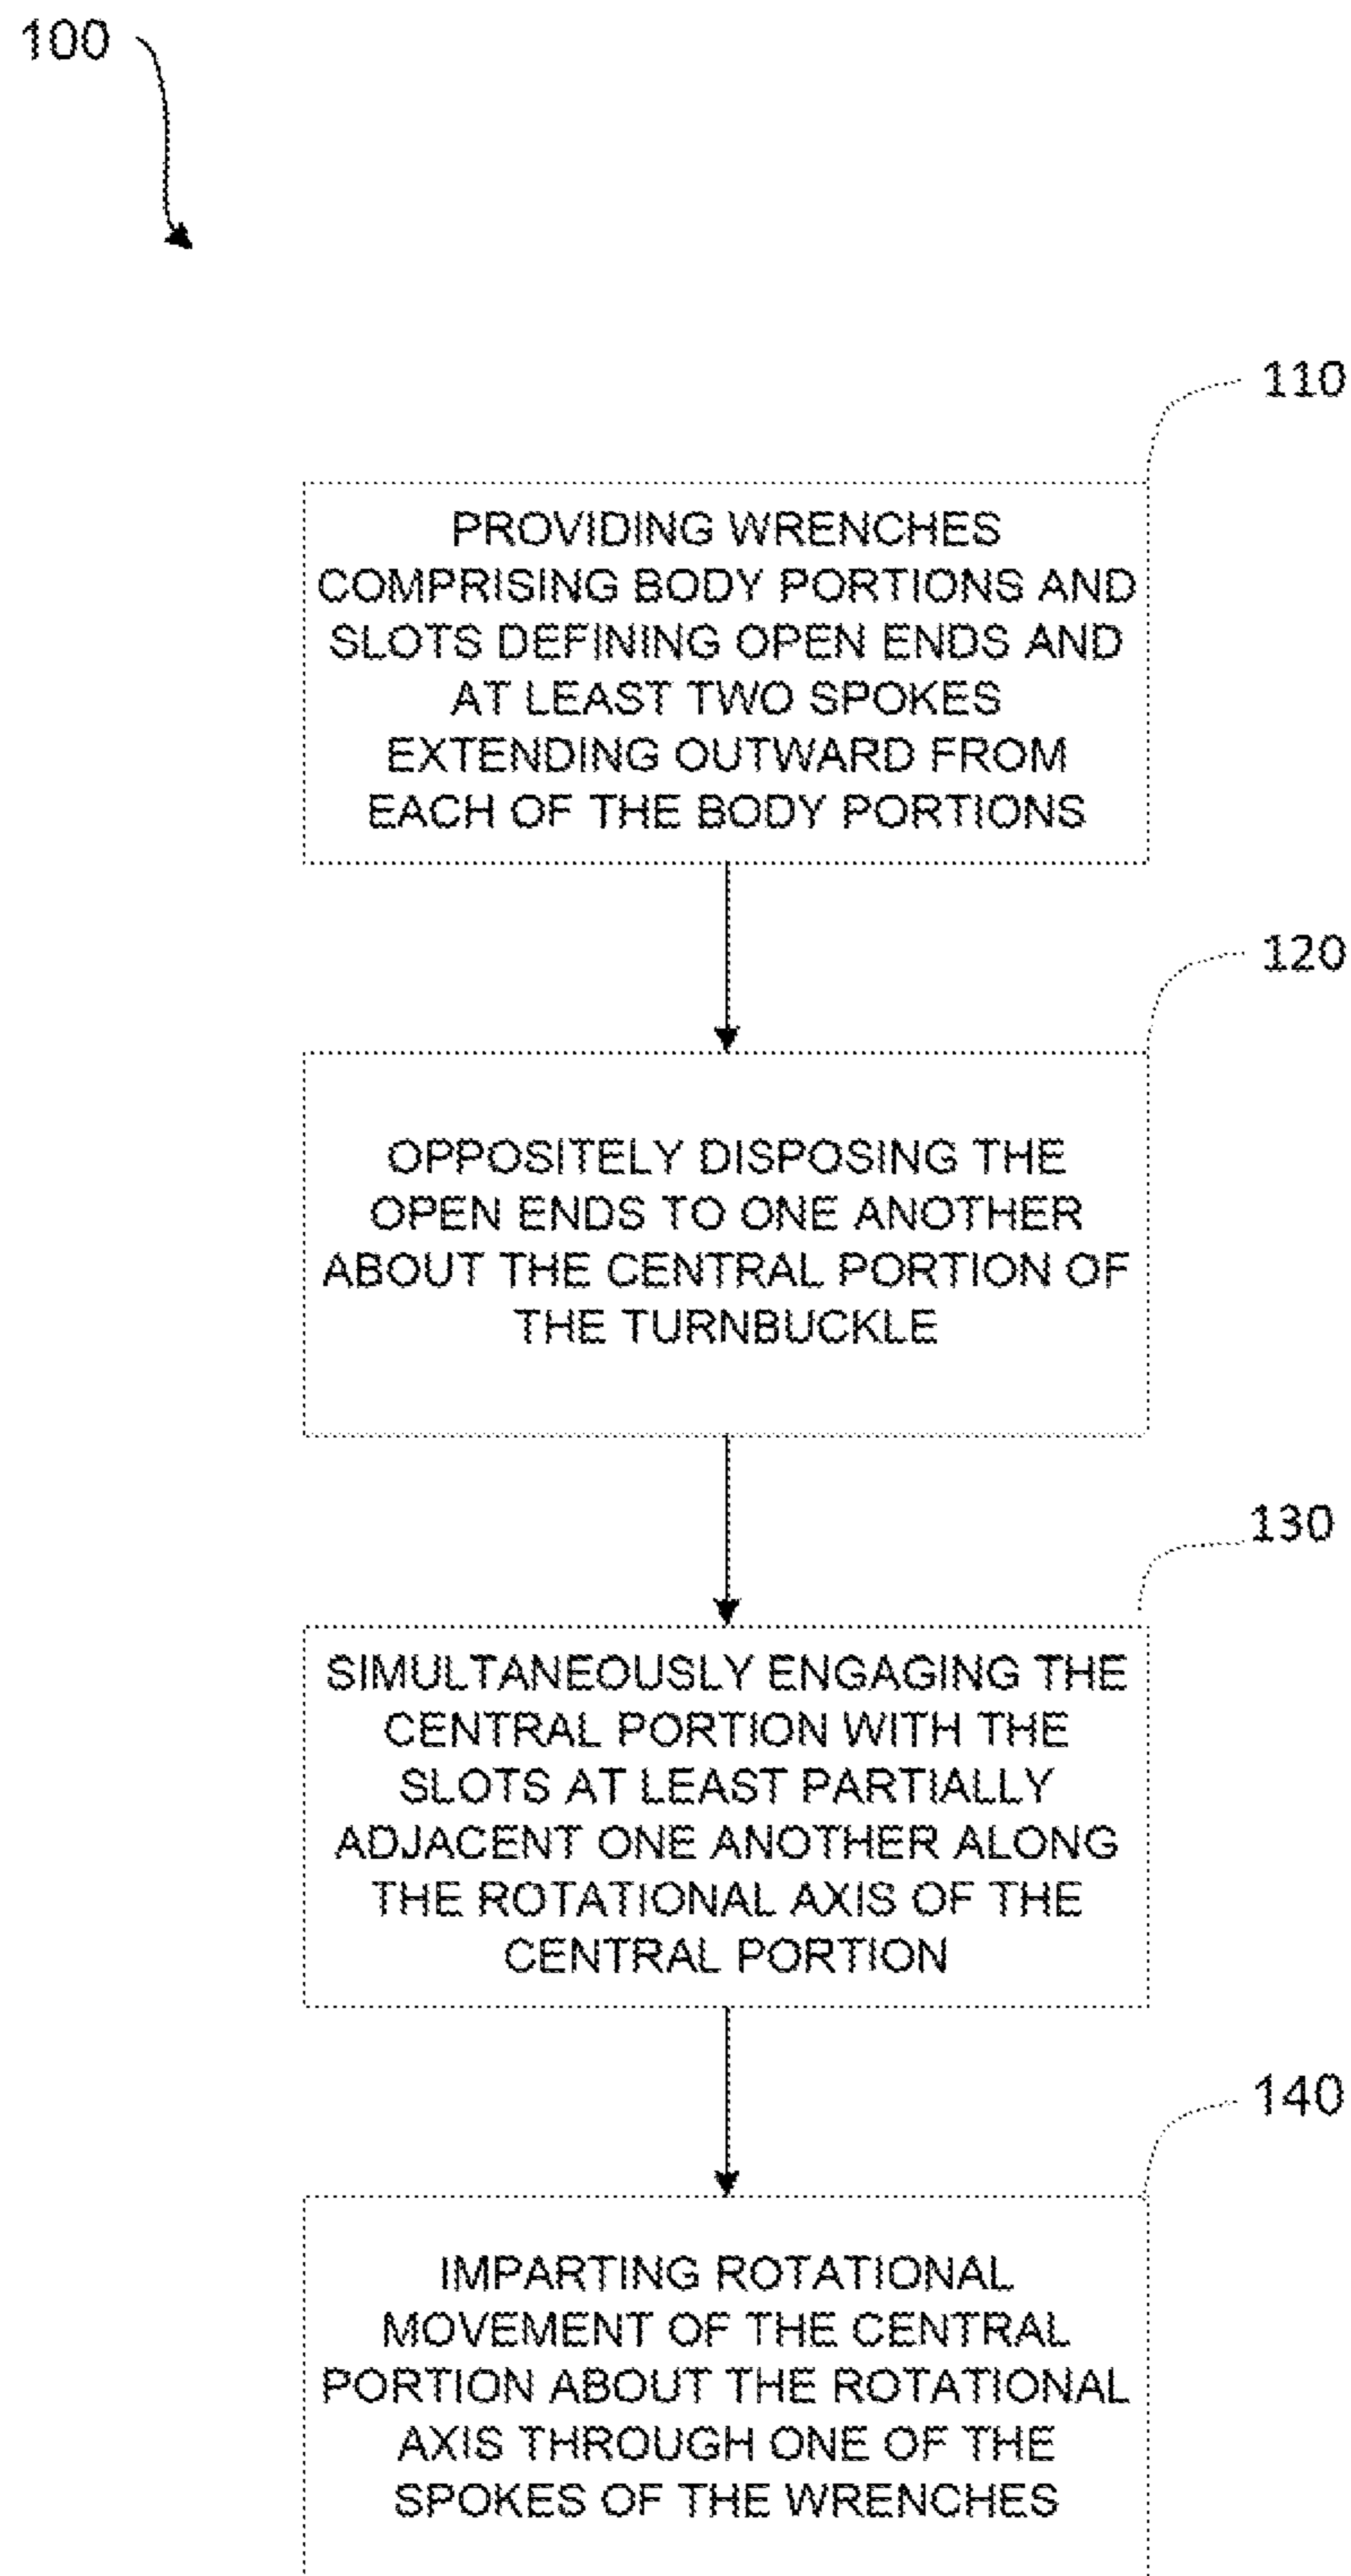 100
110
PROVIDING WRENCHES
COMPRISING BODY PORTIONS AND
SLOTS DEFINING OPEN ENDS AND
AT LEAST TWO SPOKES
EXTENDING OUTWARD FROM
EACH OF THE BODY PORTIONS
120
OPPOSITELY DISPOSING THE
OPEN ENDS TO ONE ANOTHER
ABOUT THE CENTRAL PORTION OF
THE TURNBUCKLE
130
SIMULTANEOUSLY ENGAGING THE
CENTRAL PORTION WITH THE
SLOTS AT LEAST PARTIALLY
ADJACENT ONE ANOTHER ALONG
THE ROTATIONAL AXIS OF THE
CENTRAL PORTION
140
IMPARTING ROTATIONAL
MOVEMENT OF THE CENTRAL
PORTION ABOUT THE ROTATIONAL
AXIS THROUGH ONE OF THE
SPOKES OF THE WRENCHES